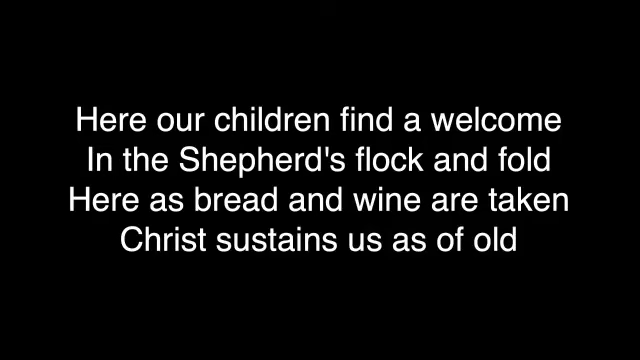 Here our children find a welcome
In the Shepherd's flock and fold
Here as bread and wine are taken
Christ sustains us as of old